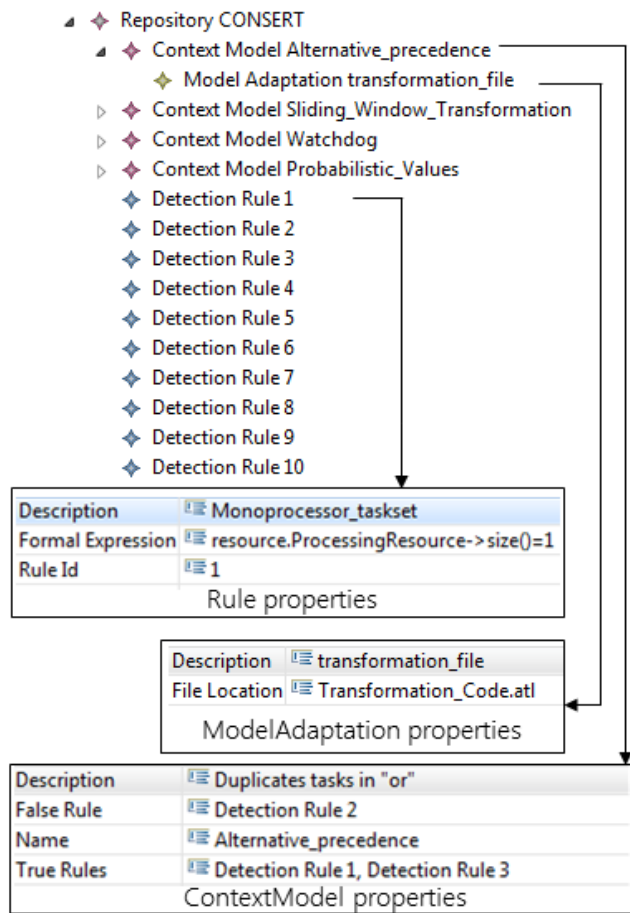 Repository CONSERT
Context Model Alternative_precedence
Model Adaptation transformation_file
Context Model Sliding_Window_Transformation
Context Model Watchdog
Context Model Probabilistic_Values
Detection Rule 1
Detection Rule 2
Detection Rule 3
Detection Rule 4
Detection Rule 5
Detection Rule 6
Detection Rule 7
Detection Rule 8
Detection Rule 9
Detection Rule 10
Description Monoprocessor_taskset
Formal Expression resource.ProcessingResource->size()=1
Rule Id 1
Rule properties
Description transformation_file
File Location Transformation_Code.atl
ModelAdaptation properties
Description Duplicates tasks in "or"
False Rule Detection Rule 2
Name Alternative_precedence
True Rules Detection Rule 1, Detection Rule 3
ContextModel properties